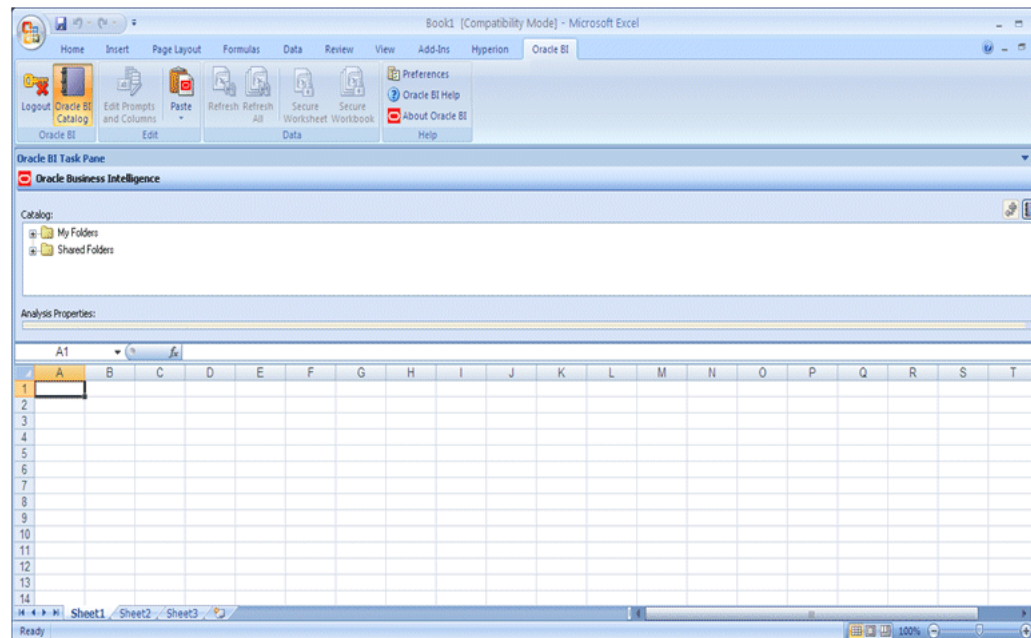 Book1 [Compatibility Mode] - Microsoft Excel
Home Insert Page Layout Formulas Data Review View Add-Ins Hyperion Oracle BI
Logout
Oracle BI
Catalog
Oracle BI
Edit Prompts
and Columns
Paste
Edit
Refresh
Refresh
All
Secure
Worksheet
Secure
Workbook
Data
Preferences
Oracle BI Help
About Oracle BI
Help
Oracle BI Task Pane
Oracle Business Intelligence
Catalog:
My Folders
Shared Folders
Analysis Properties:
A1 fx
A B C D E F G H I J K L M N O P Q R S T
1
2
3
4
5
6
7
8
9
10
11
12
13
14
Sheet1 Sheet2 Sheet3
Ready 100%